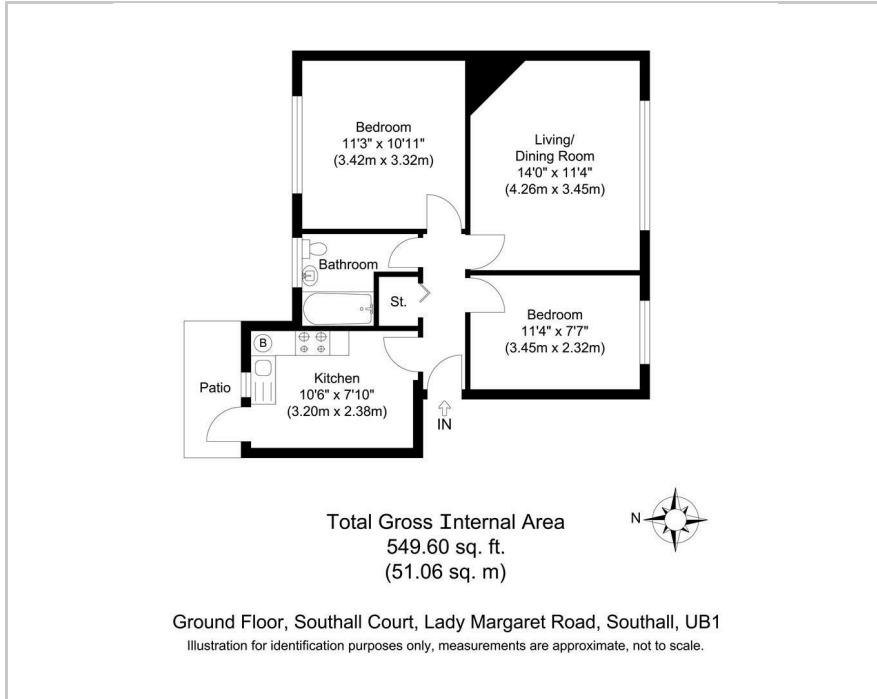 Bedroom
11'3" x 10'11"
(3.42m x 3.32m)
Living/
Dining Room
14'0" x 11'4"
(4.26m x 3.45m)
Bathroom
St.
Bedroom
11'4" x 7'7"
(3.45m x 2.32m)
B
Patio
Kitchen
10'6" x 7'10"
(3.20m x 2.38m)
IN
Total Gross Internal Area
549.60 sq. ft.
(51.06 sq. m)
N
Ground Floor, Southall Court, Lady Margaret Road, Southall, UB1
Illustration for identification purposes only, measurements are approximate, not to scale.